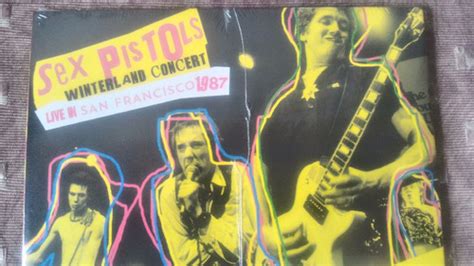 SEX PISTOLS
WINTERLAND CONCERT
LIVE IN SAN FRANCISCO 1987